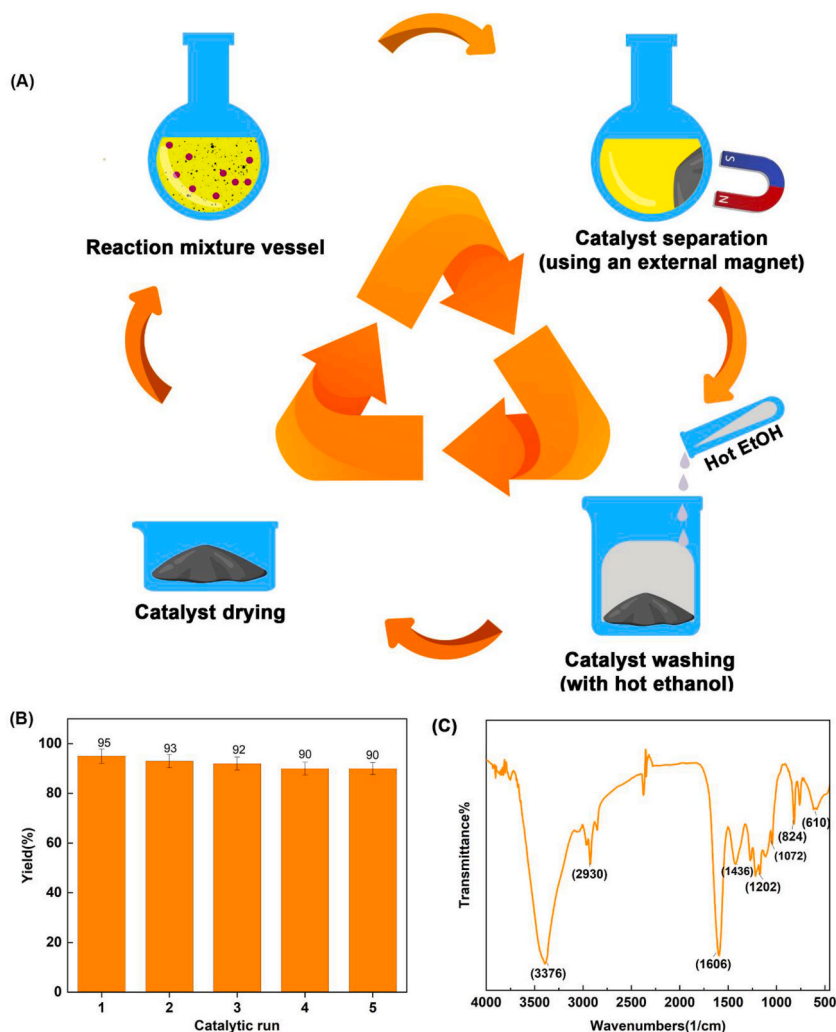 (A)
S
N
Reaction mixture vessel
Catalyst separation
(using an external magnet)
Hot EtOH
Catalyst drying
Catalyst washing
(with hot ethanol)
(B)
100
80
60
40
20
0
Yield(%)
95
93
92
90
90
1
2
3
4
5
Catalytic run
(C)
Transmittance%
(3376)
(2930)
(1606)
(1436)
(1202)
(1072)
(824)
(610)
4000
3500
3000
2500
2000
1500
1000
500
Wavenumbers(1/cm)